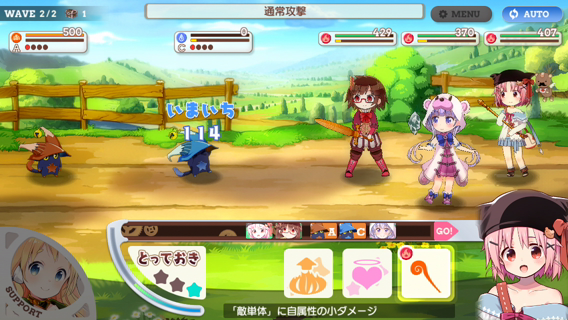 WAVE 2/2 1
通常攻撃
MENU
AUTO
500
A
0
C
429
370
407
いまいち
114
A C GO!
とっておき
SUPPORT
「敵単体」に自属性の小ダメージ